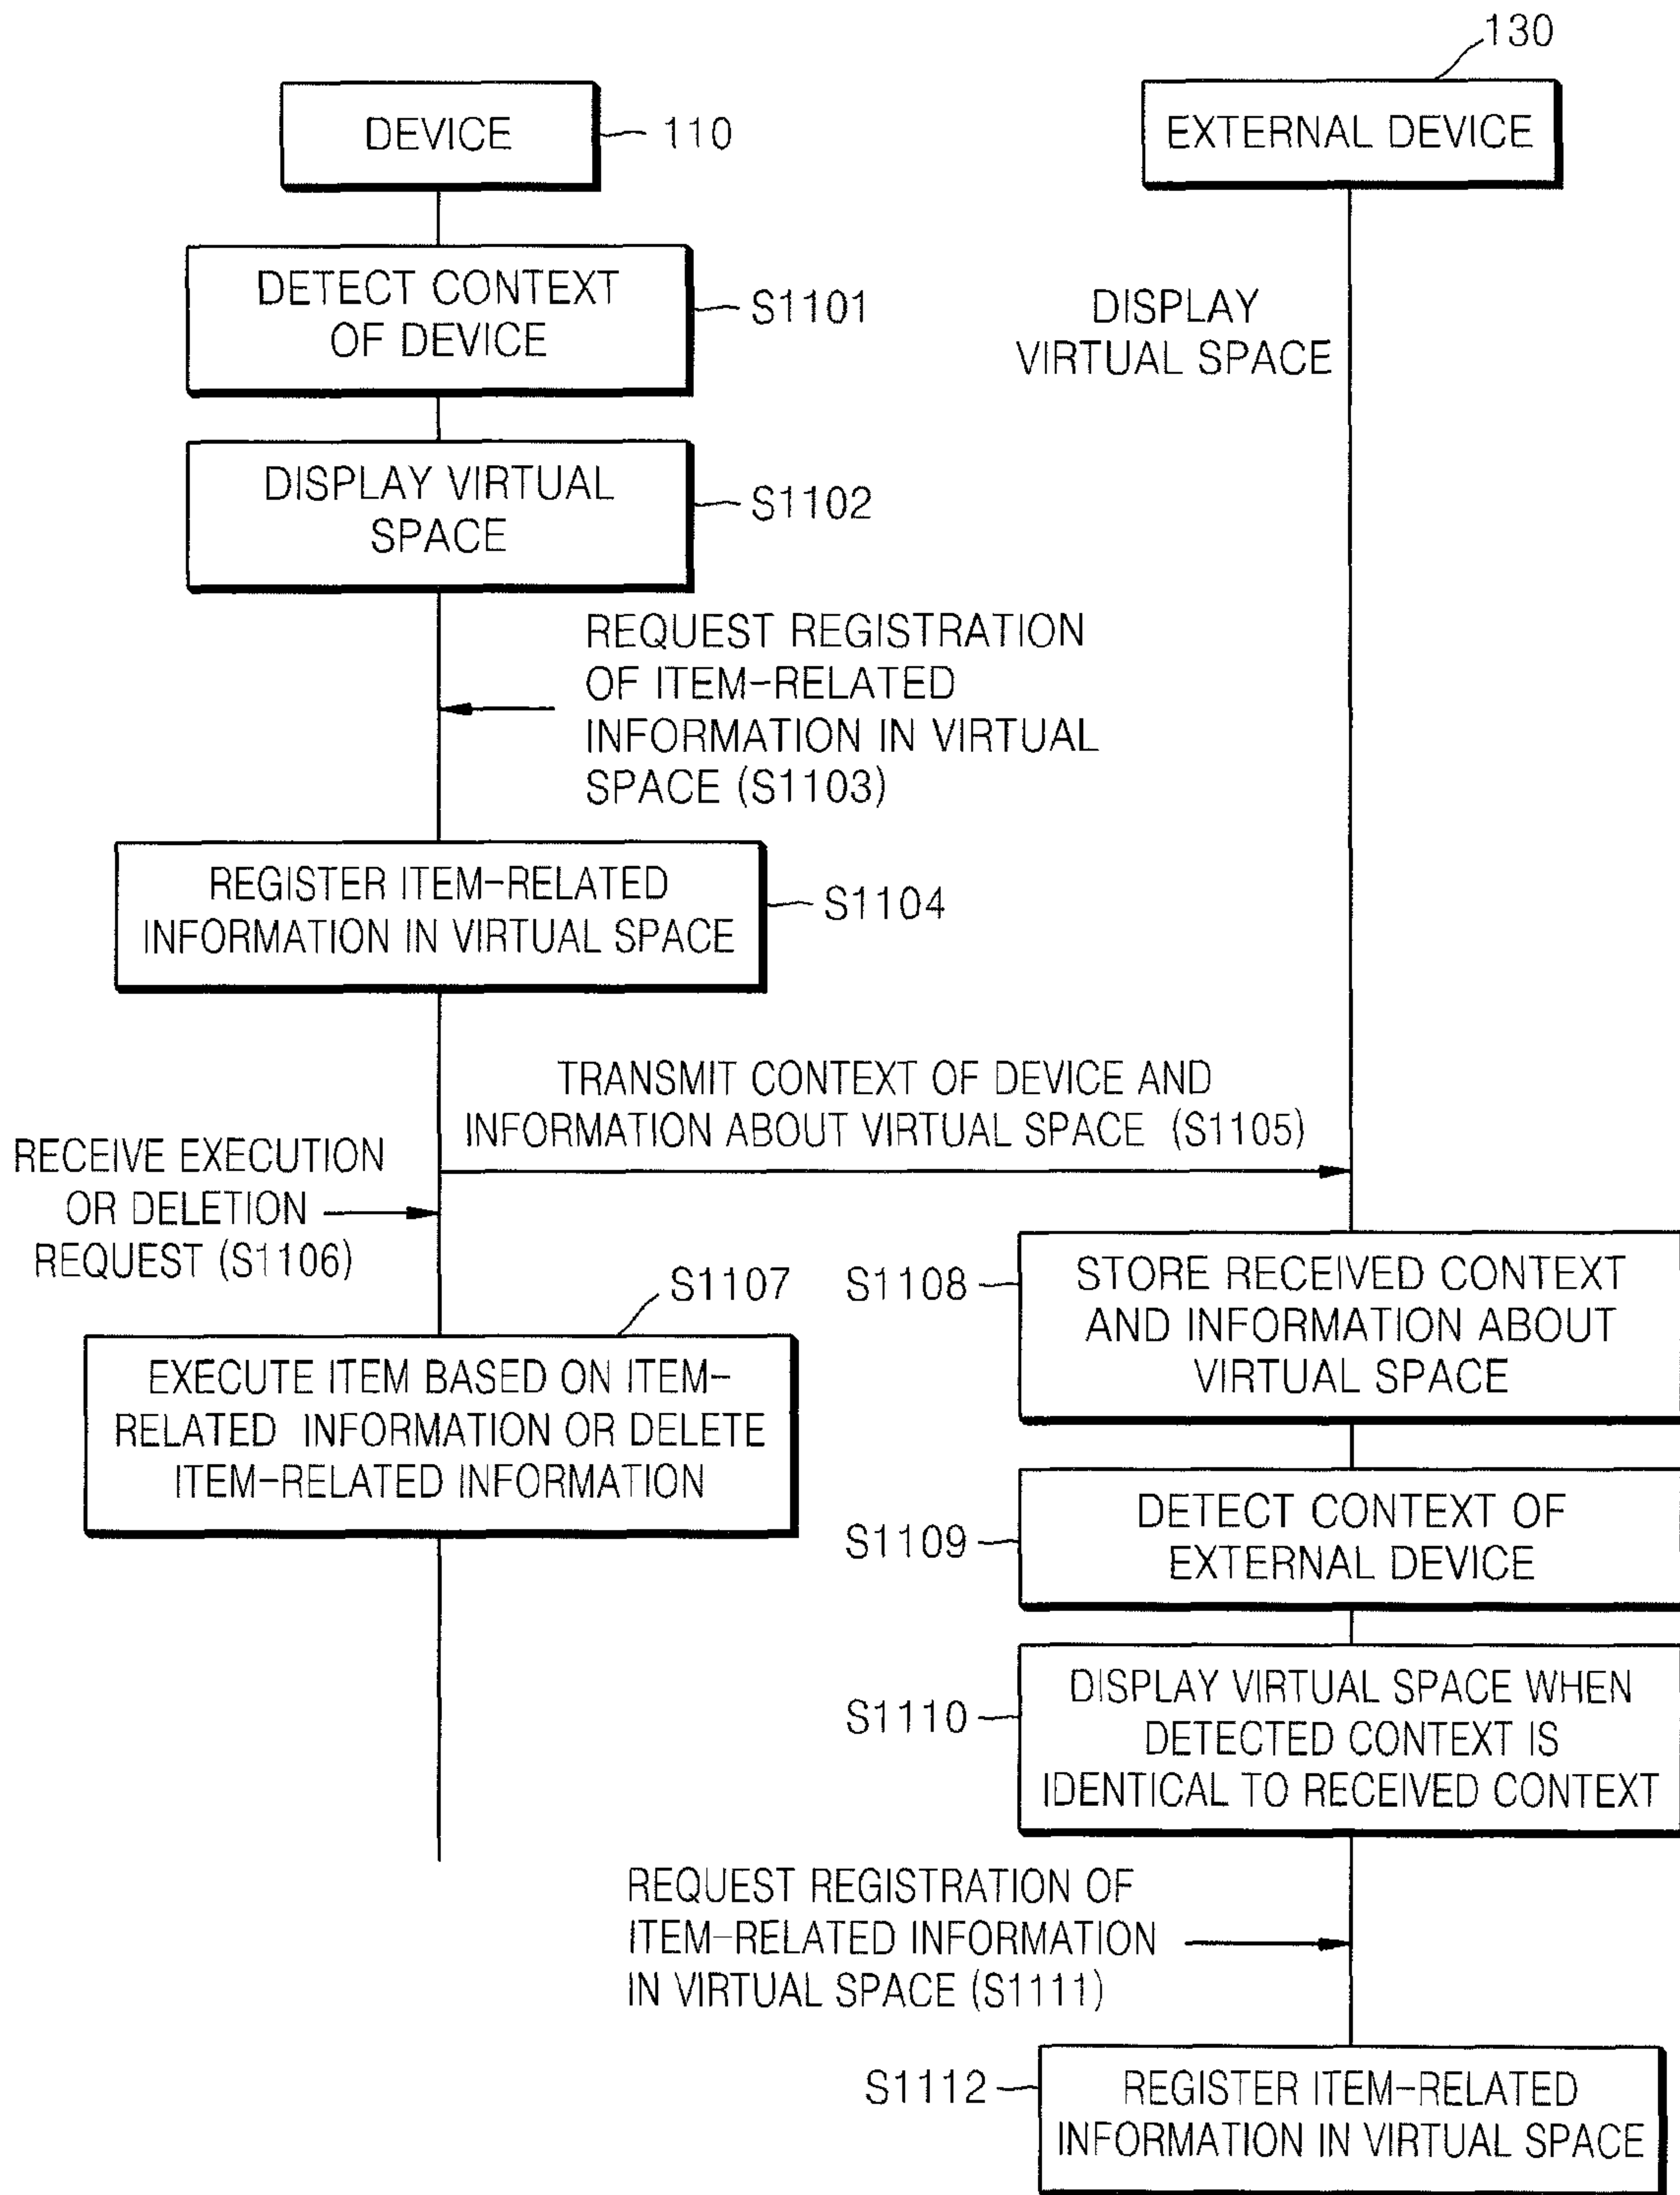 130
DEVICE
110
EXTERNAL DEVICE
DETECT CONTEXT
OF DEVICE
S1101
DISPLAY
VIRTUAL SPACE
DISPLAY VIRTUAL
SPACE
S1102
REQUEST REGISTRATION
OF ITEM-RELATED
INFORMATION IN VIRTUAL
SPACE (S1103)
REGISTER ITEM-RELATED
INFORMATION IN VIRTUAL SPACE
S1104
TRANSMIT CONTEXT OF DEVICE AND
INFORMATION ABOUT VIRTUAL SPACE (S1105)
RECEIVE EXECUTION
OR DELETION
REQUEST (S1106)
S1107
EXECUTE ITEM BASED ON ITEM-
RELATED INFORMATION OR DELETE
ITEM-RELATED INFORMATION
S1108
STORE RECEIVED CONTEXT
AND INFORMATION ABOUT
VIRTUAL SPACE
S1109
DETECT CONTEXT OF
EXTERNAL DEVICE
S1110
DISPLAY VIRTUAL SPACE WHEN
DETECTED CONTEXT IS
IDENTICAL TO RECEIVED CONTEXT
REQUEST REGISTRATION OF
ITEM-RELATED INFORMATION
IN VIRTUAL SPACE (S1111)
S1112
REGISTER ITEM-RELATED
INFORMATION IN VIRTUAL SPACE